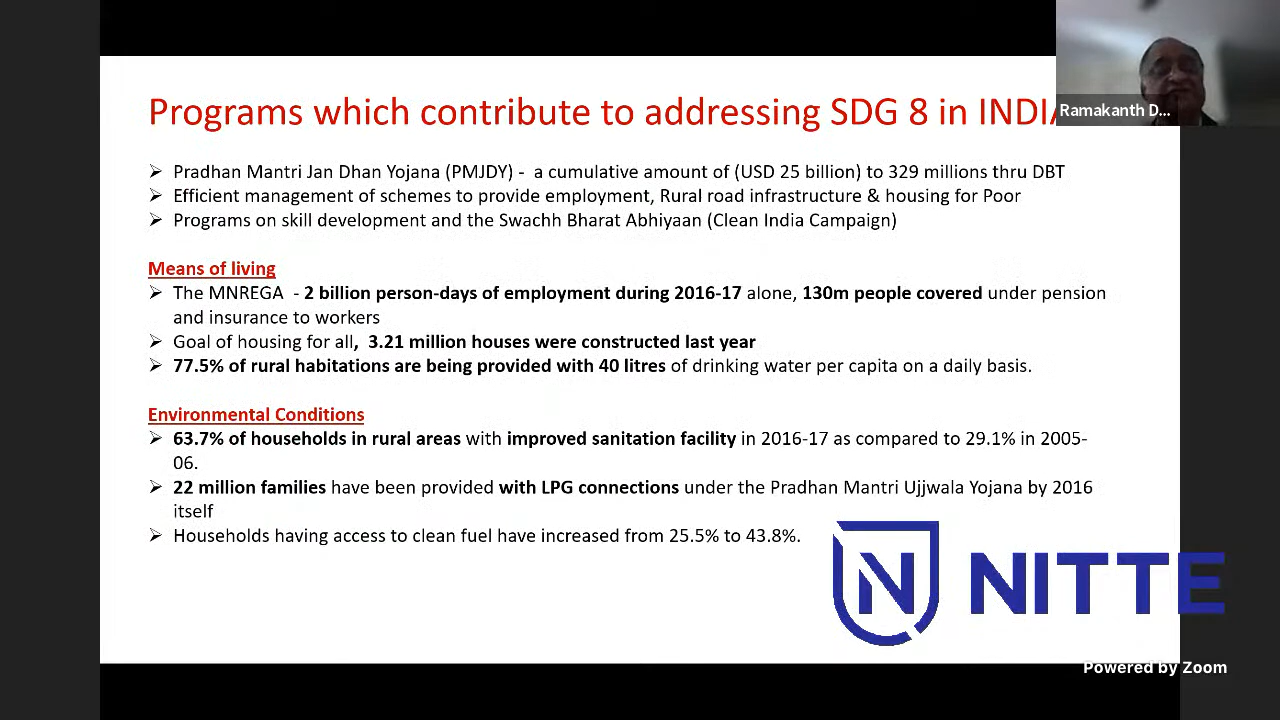 Programs which contribute to addressing SDG 8 in INDIA
Ramakanth D...
➢ Pradhan Mantri Jan Dhan Yojana (PMJDY) - a cumulative amount of (USD 25 billion) to 329 millions thru DBT
➢ Efficient management of schemes to provide employment, Rural road infrastructure & housing for Poor
➢ Programs on skill development and the Swachh Bharat Abhiyaan (Clean India Campaign)
Means of living
➢ The MNREGA - 2 billion person-days of employment during 2016-17 alone, 130m people covered under pension
and insurance to workers
➢ Goal of housing for all, 3.21 million houses were constructed last year
➢ 77.5% of rural habitations are being provided with 40 litres of drinking water per capita on a daily basis.
Environmental Conditions
➢ 63.7% of households in rural areas with improved sanitation facility in 2016-17 as compared to 29.1% in 2005-
06.
➢ 22 million families have been provided with LPG connections under the Pradhan Mantri Ujjwala Yojana by 2016
itself
➢ Households having access to clean fuel have increased from 25.5% to 43.8%.
N NITTE
Powered by Zoom